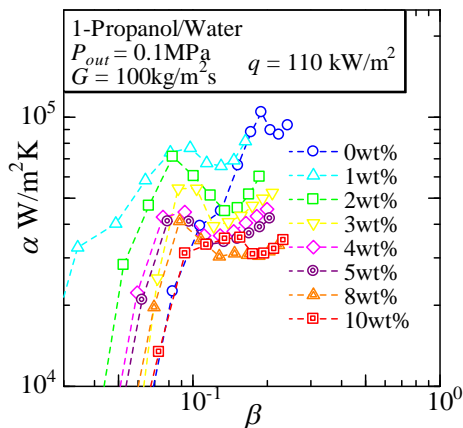 1-Propanol/Water
P_out = 0.1MPa
G = 100kg/m²s q = 110 kW/m²
10⁵
α W/m²K
10⁴
0wt%
1wt%
2wt%
3wt%
4wt%
5wt%
8wt%
10wt%
10⁻¹
10⁰
β